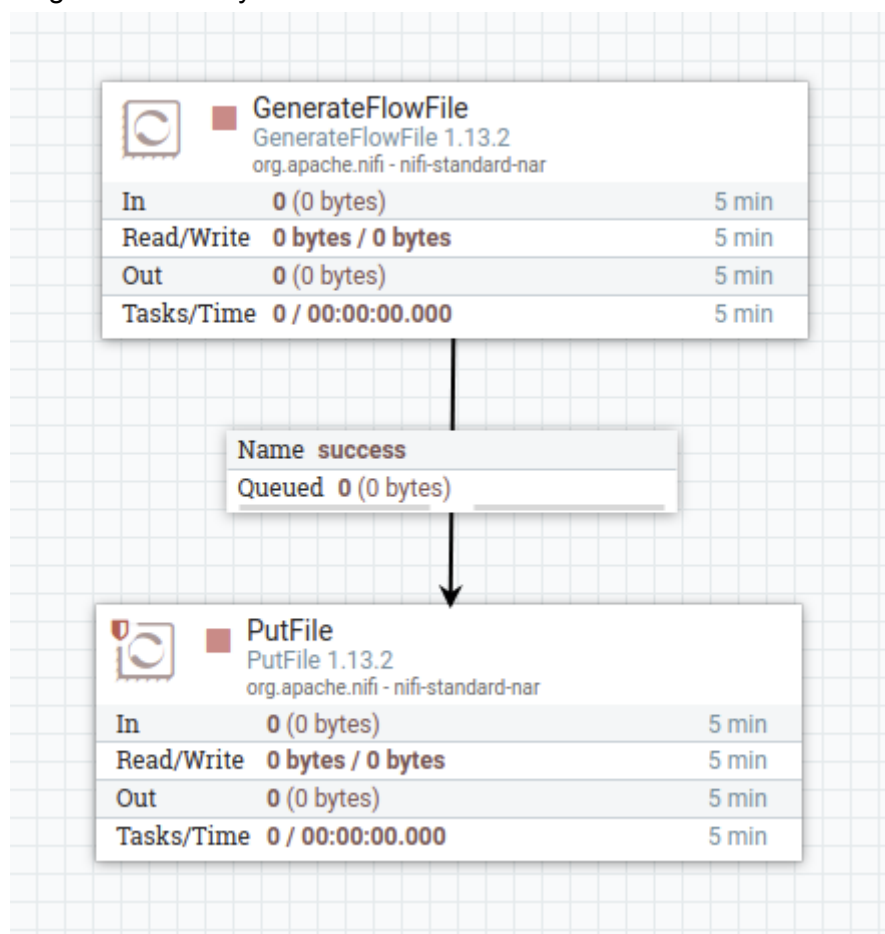 GenerateFlowFile
GenerateFlowFile 1.13.2
org.apache.nifi - nifi-standard-nar
In 0 (0 bytes) 5 min
Read/Write 0 bytes / 0 bytes 5 min
Out 0 (0 bytes) 5 min
Tasks/Time 0 / 00:00:00.000 5 min
Name success
Queued 0 (0 bytes)
PutFile
PutFile 1.13.2
org.apache.nifi - nifi-standard-nar
In 0 (0 bytes) 5 min
Read/Write 0 bytes / 0 bytes 5 min
Out 0 (0 bytes) 5 min
Tasks/Time 0 / 00:00:00.000 5 min